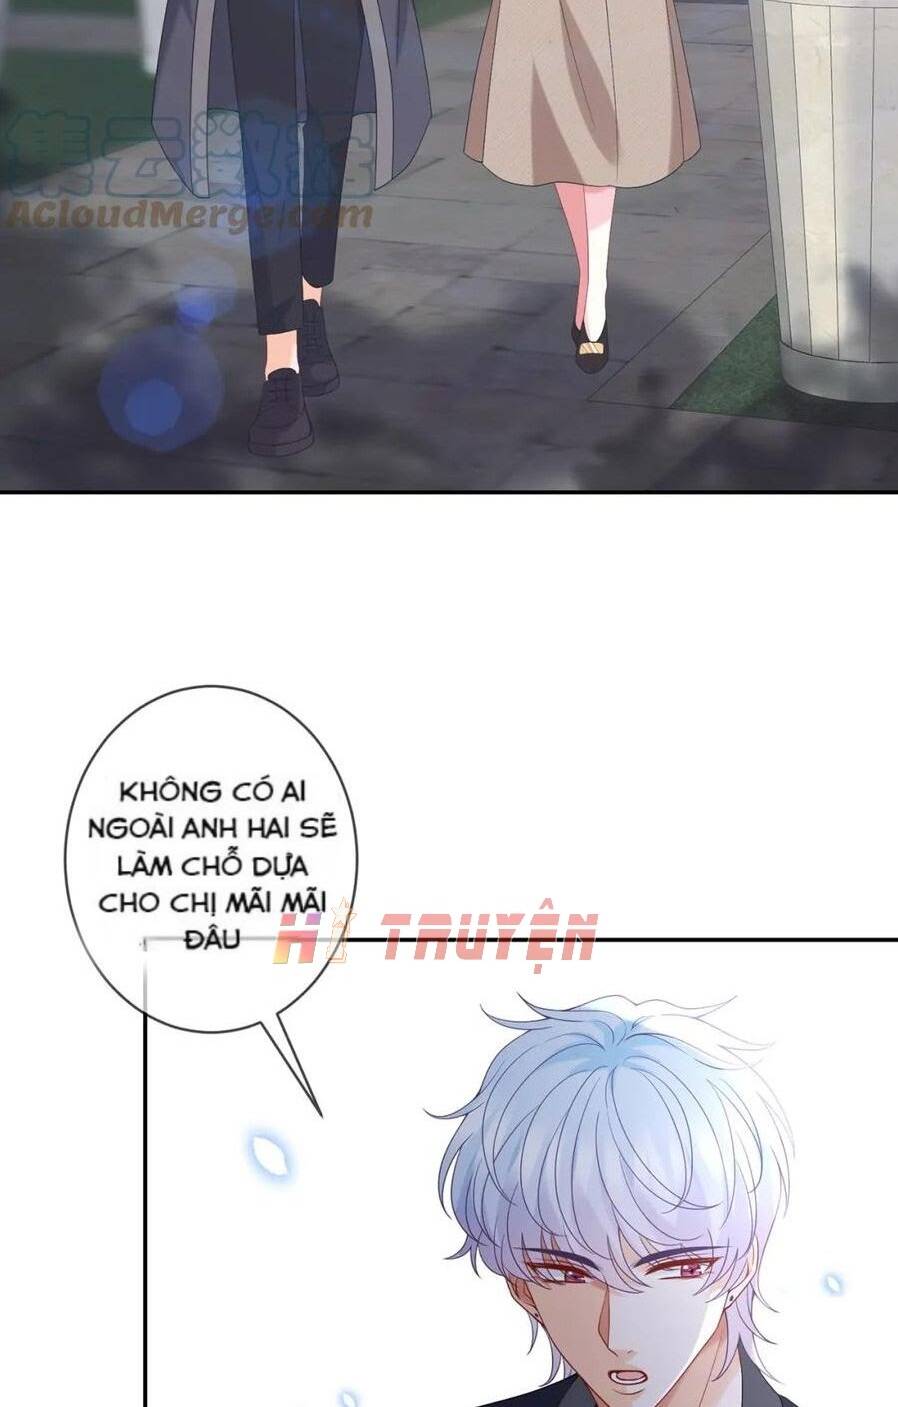 集云数据
ACloudMerge.com
KHÔNG CÓ AI
NGOÀI ANH HAI SẼ
LÀM CHỖ DỰA
CHO CHỊ MÃI MÃI
ĐÂU
HI TRUYỆN